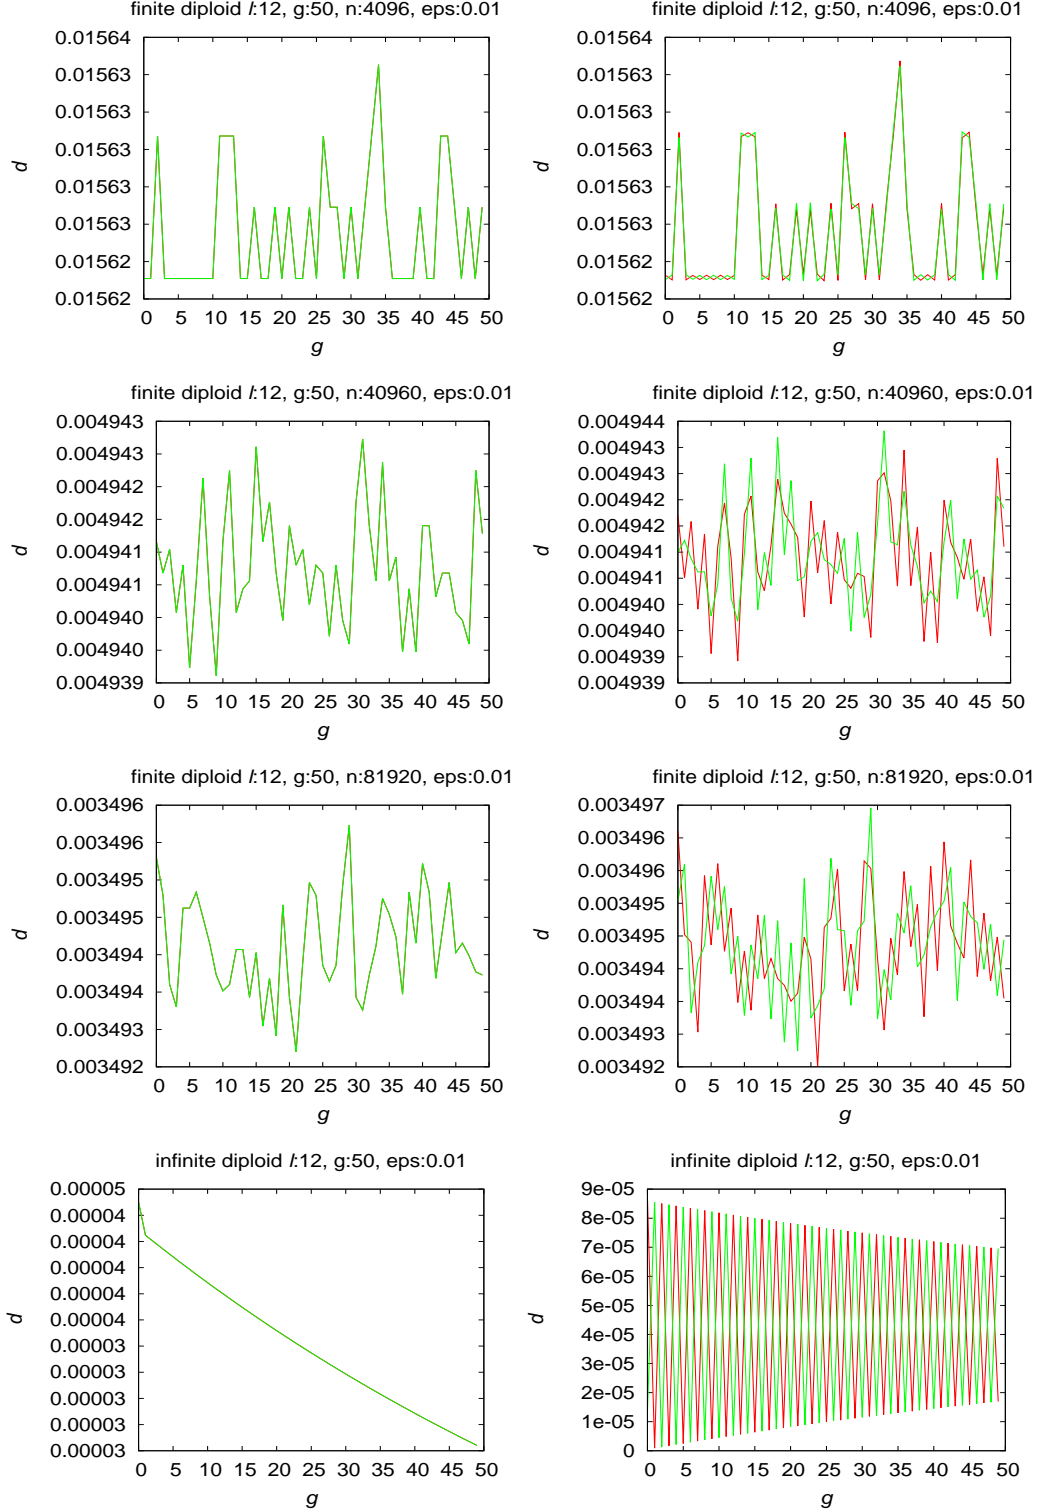 finite diploid l:12, g:50, n:4096, eps:0.01
0.01564
0.01563
0.01563
0.01563
0.01563
0.01563
0.01562
0.01562
d
0 5 10 15 20 25 30 35 40 45 50
g
finite diploid l:12, g:50, n:4096, eps:0.01
0.01564
0.01563
0.01563
0.01563
0.01563
0.01563
0.01562
0.01562
d
0 5 10 15 20 25 30 35 40 45 50
g
finite diploid l:12, g:50, n:40960, eps:0.01
0.004943
0.004943
0.004942
0.004942
0.004941
0.004941
0.004940
0.004940
0.004939
d
0 5 10 15 20 25 30 35 40 45 50
g
finite diploid l:12, g:50, n:40960, eps:0.01
0.004944
0.004943
0.004943
0.004942
0.004942
0.004941
0.004941
0.004940
0.004940
0.004939
0.004939
d
0 5 10 15 20 25 30 35 40 45 50
g
finite diploid l:12, g:50, n:81920, eps:0.01
0.003496
0.003496
0.003495
0.003495
0.003494
0.003494
0.003493
0.003492
d
0 5 10 15 20 25 30 35 40 45 50
g
finite diploid l:12, g:50, n:81920, eps:0.01
0.003497
0.003496
0.003496
0.003495
0.003495
0.003494
0.003494
0.003493
0.003493
0.003492
d
0 5 10 15 20 25 30 35 40 45 50
g
infinite diploid l:12, g:50, eps:0.01
0.00005
0.00004
0.00004
0.00004
0.00004
0.00004
0.00003
0.00003
0.00003
0.00003
0.00003
d
0 5 10 15 20 25 30 35 40 45 50
g
infinite diploid l:12, g:50, eps:0.01
9e-05
8e-05
7e-05
6e-05
5e-05
4e-05
3e-05
2e-05
1e-05
0
d
0 5 10 15 20 25 30 35 40 45 50
g